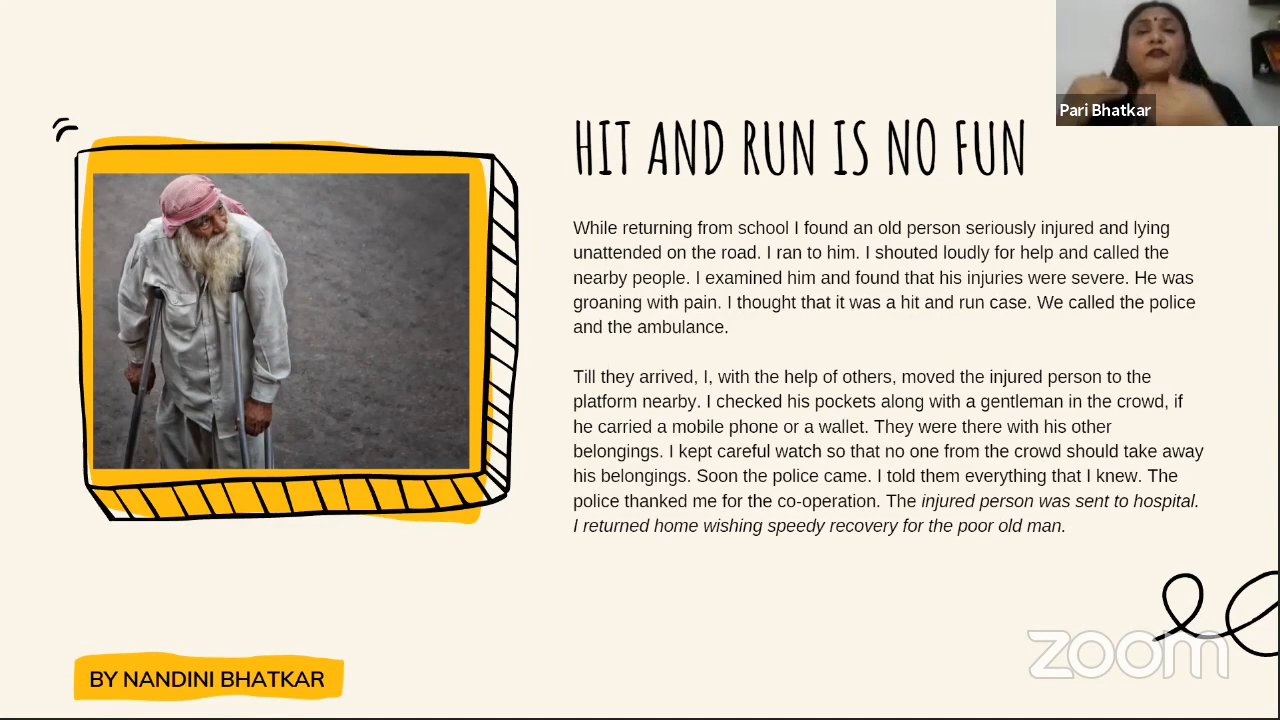 Pari Bhatkar
HIT AND RUN IS NO FUN
While returning from school I found an old person seriously injured and lying
unattended on the road. I ran to him. I shouted loudly for help and called the
nearby people. I examined him and found that his injuries were severe. He was
groaning with pain. I thought that it was a hit and run case. We called the police
and the ambulance.
Till they arrived, I, with the help of others, moved the injured person to the
platform nearby. I checked his pockets along with a gentleman in the crowd, if
he carried a mobile phone or a wallet. They were there with his other
belongings. I kept careful watch so that no one from the crowd should take away
his belongings. Soon the police came. I told them everything that I knew. The
police thanked me for the co-operation. The injured person was sent to hospital.
I returned home wishing speedy recovery for the poor old man.
BY NANDINI BHATKAR
zoom